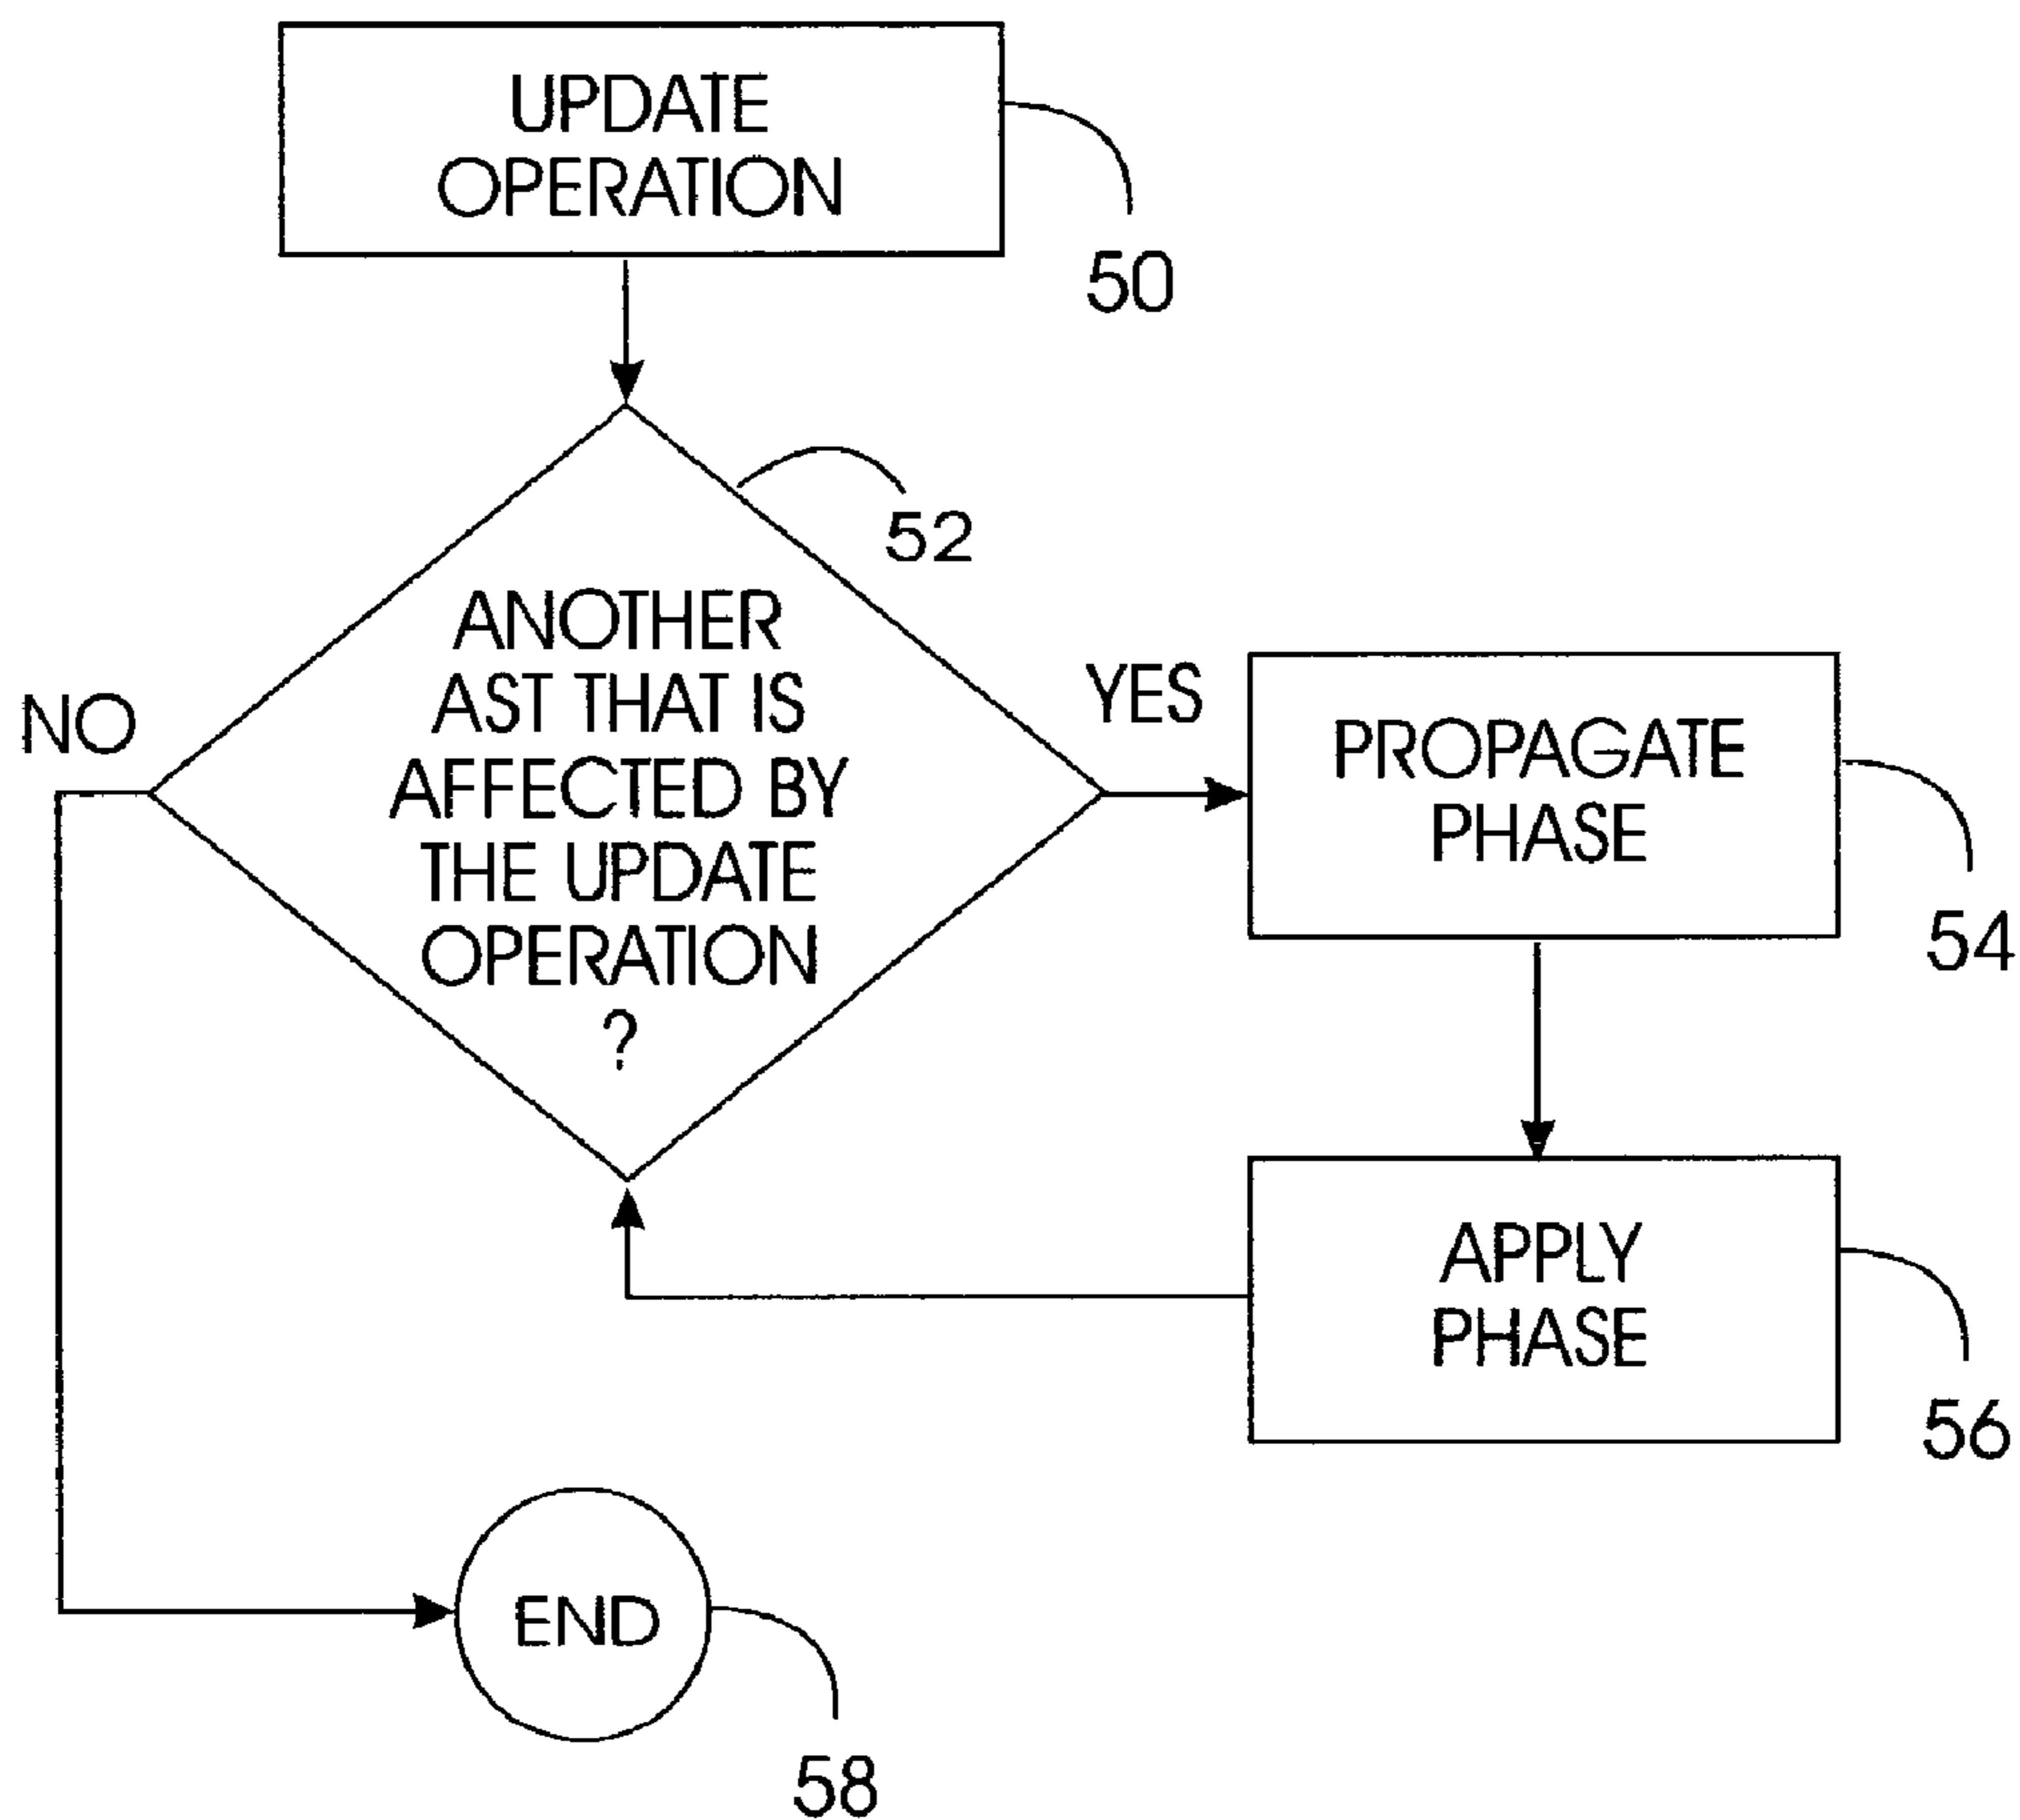 UPDATE
OPERATION
50
52
ANOTHER
AST THAT IS
AFFECTED BY
THE UPDATE
OPERATION
?
NO
YES
PROPAGATE
PHASE
54
APPLY
PHASE
56
END
58